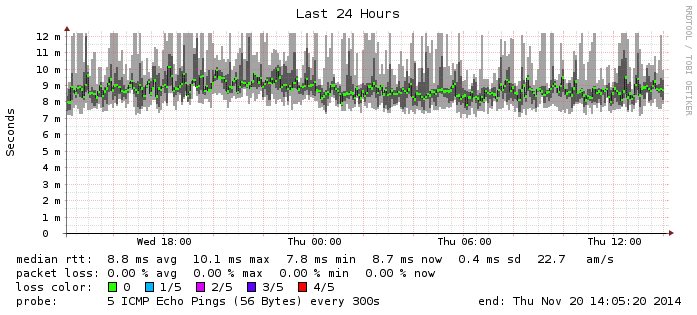 Last 24 Hours
RRDTOOL / TOBI OETIKER
Seconds
12 m
11 m
10 m
9 m
8 m
7 m
6 m
5 m
4 m
3 m
2 m
1 m
0
Wed 18:00 Thu 00:00 Thu 06:00 Thu 12:00
median rtt: 8.8 ms avg 10.1 ms max 7.8 ms min 8.7 ms now 0.4 ms sd 22.7 am/s
packet loss: 0.00 % avg 0.00 % max 0.00 % min 0.00 % now
loss color: 0 1/5 2/5 3/5 4/5
probe: 5 ICMP Echo Pings (56 Bytes) every 300s end: Thu Nov 20 14:05:20 2014